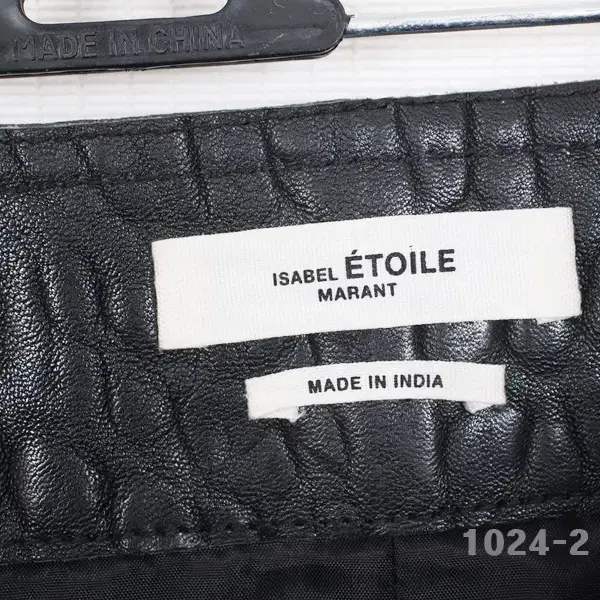 MADE IN CHINA
ISABEL ÉTOILE
MARANT
MADE IN INDIA
1024-2